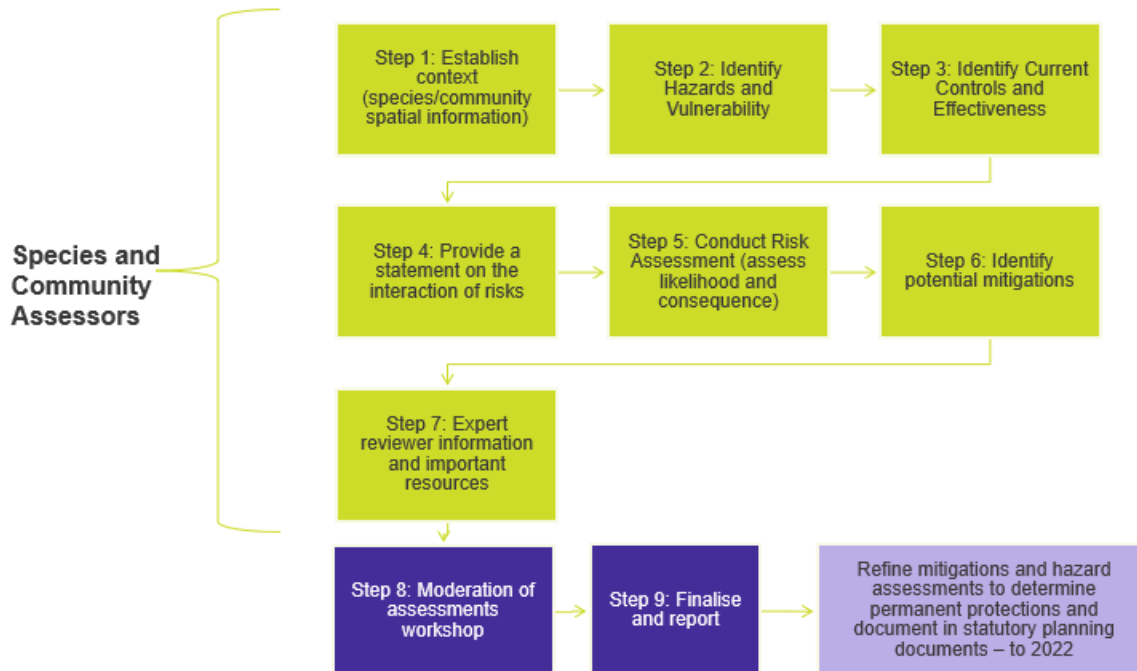 Step 1: Establish
context
(species/community
spatial information)
Step 2: Identify
Hazards and
Vulnerability
Step 3: Identify Current
Controls and
Effectiveness
Species and
Community
Assessors
Step 4: Provide a
statement on the
interaction of risks
Step 5: Conduct Risk
Assessment (assess
likelihood and
consequence)
Step 6: Identify
potential mitigations
Step 7: Expert
reviewer information
and important
resources
Step 8: Moderation of
assessments
workshop
Step 9: Finalise
and report
Refine mitigations and hazard
assessments to determine
permanent protections and
document in statutory planning
documents – to 2022